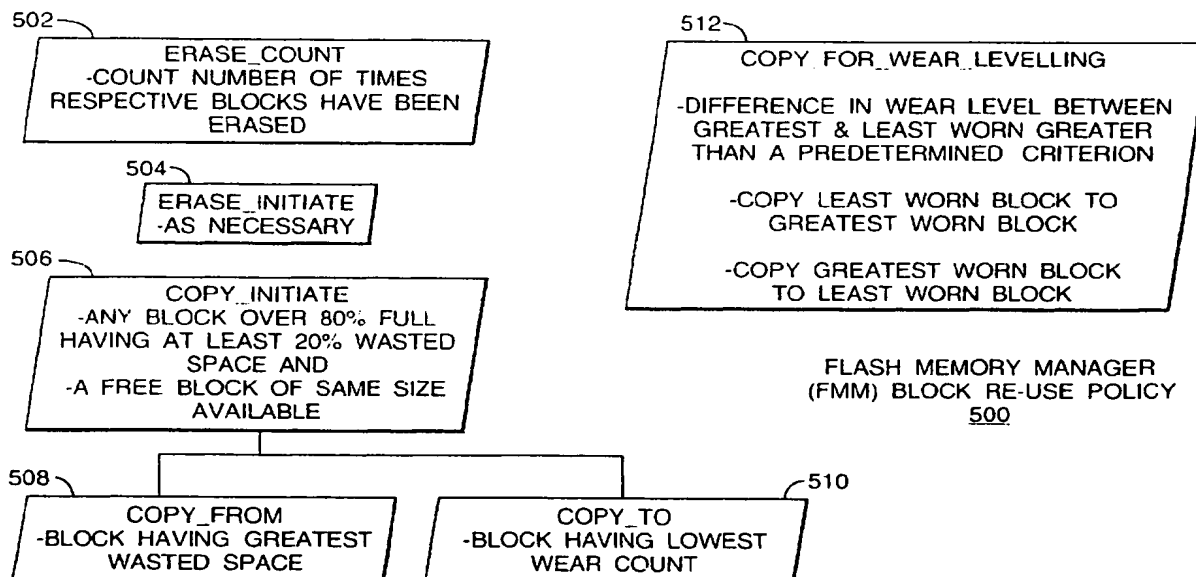 502
ERASE_COUNT
-COUNT NUMBER OF TIMES
RESPECTIVE BLOCKS HAVE BEEN
ERASED
504
ERASE_INITIATE
-AS NECESSARY
506
COPY_INITIATE
-ANY BLOCK OVER 80% FULL
HAVING AT LEAST 20% WASTED
SPACE AND
-A FREE BLOCK OF SAME SIZE
AVAILABLE
508
COPY_FROM
-BLOCK HAVING GREATEST
WASTED SPACE
510
COPY_TO
-BLOCK HAVING LOWEST
WEAR COUNT
512
COPY_FOR_WEAR_LEVELLING
-DIFFERENCE IN WEAR LEVEL BETWEEN
GREATEST & LEAST WORN GREATER
THAN A PREDETERMINED CRITERION
-COPY LEAST WORN BLOCK TO
GREATEST WORN BLOCK
-COPY GREATEST WORN BLOCK
TO LEAST WORN BLOCK
FLASH MEMORY MANAGER
(FMM) BLOCK RE-USE POLICY
500